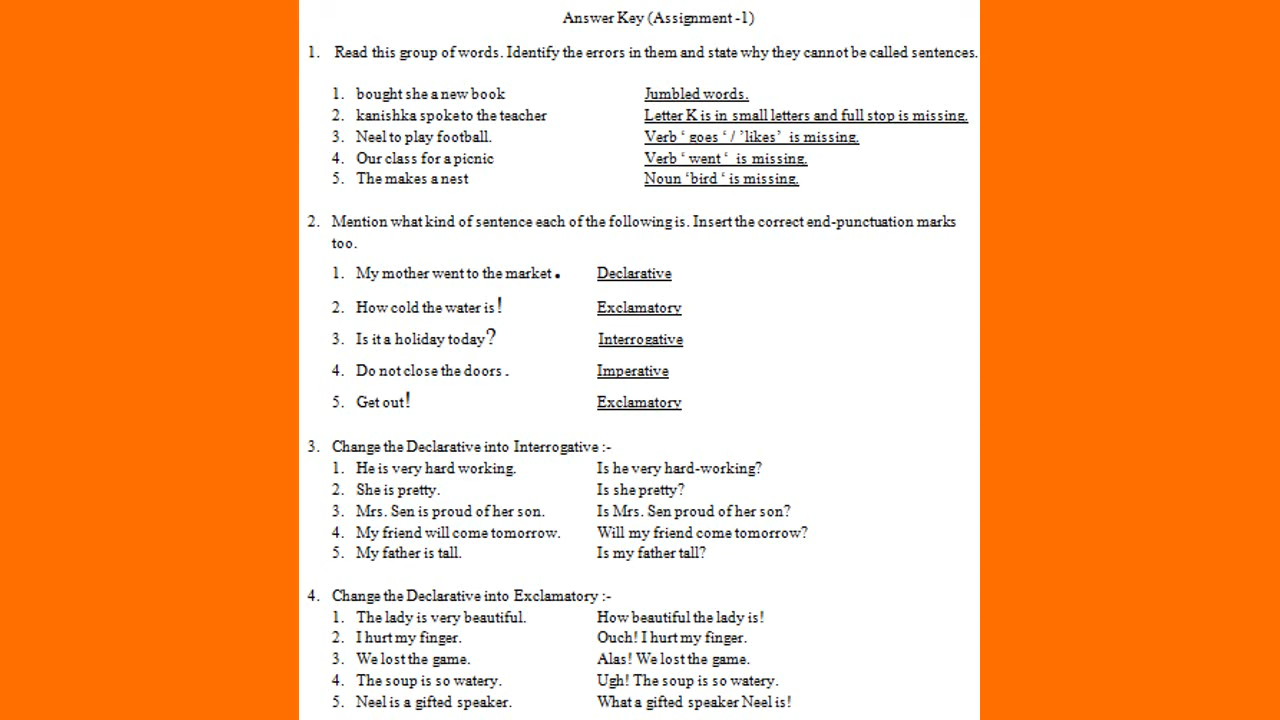 Answer Key (Assignment -1)
1. Read this group of words. Identify the errors in them and state why they cannot be called sentences.
1. bought she a new book Jumbled words.
2. kanishka spoke to the teacher Letter K is in small letters and full stop is missing.
3. Neel to play football. Verb ‘ goes ‘ / ’likes’ is missing.
4. Our class for a picnic Verb ‘ went ‘ is missing.
5. The makes a nest Noun ‘bird ‘ is missing.
2. Mention what kind of sentence each of the following is. Insert the correct end-punctuation marks
too.
1. My mother went to the market . Declarative
2. How cold the water is ! Exclamatory
3. Is it a holiday today? Interrogative
4. Do not close the doors . Imperative
5. Get out! Exclamatory
3. Change the Declarative into Interrogative :-
1. He is very hard working. Is he very hard-working?
2. She is pretty. Is she pretty?
3. Mrs. Sen is proud of her son. Is Mrs. Sen proud of her son?
4. My friend will come tomorrow. Will my friend come tomorrow?
5. My father is tall. Is my father tall?
4. Change the Declarative into Exclamatory :-
1. The lady is very beautiful. How beautiful the lady is!
2. I hurt my finger. Ouch! I hurt my finger.
3. We lost the game. Alas! We lost the game.
4. The soup is so watery. Ugh! The soup is so watery.
5. Neel is a gifted speaker. What a gifted speaker Neel is!